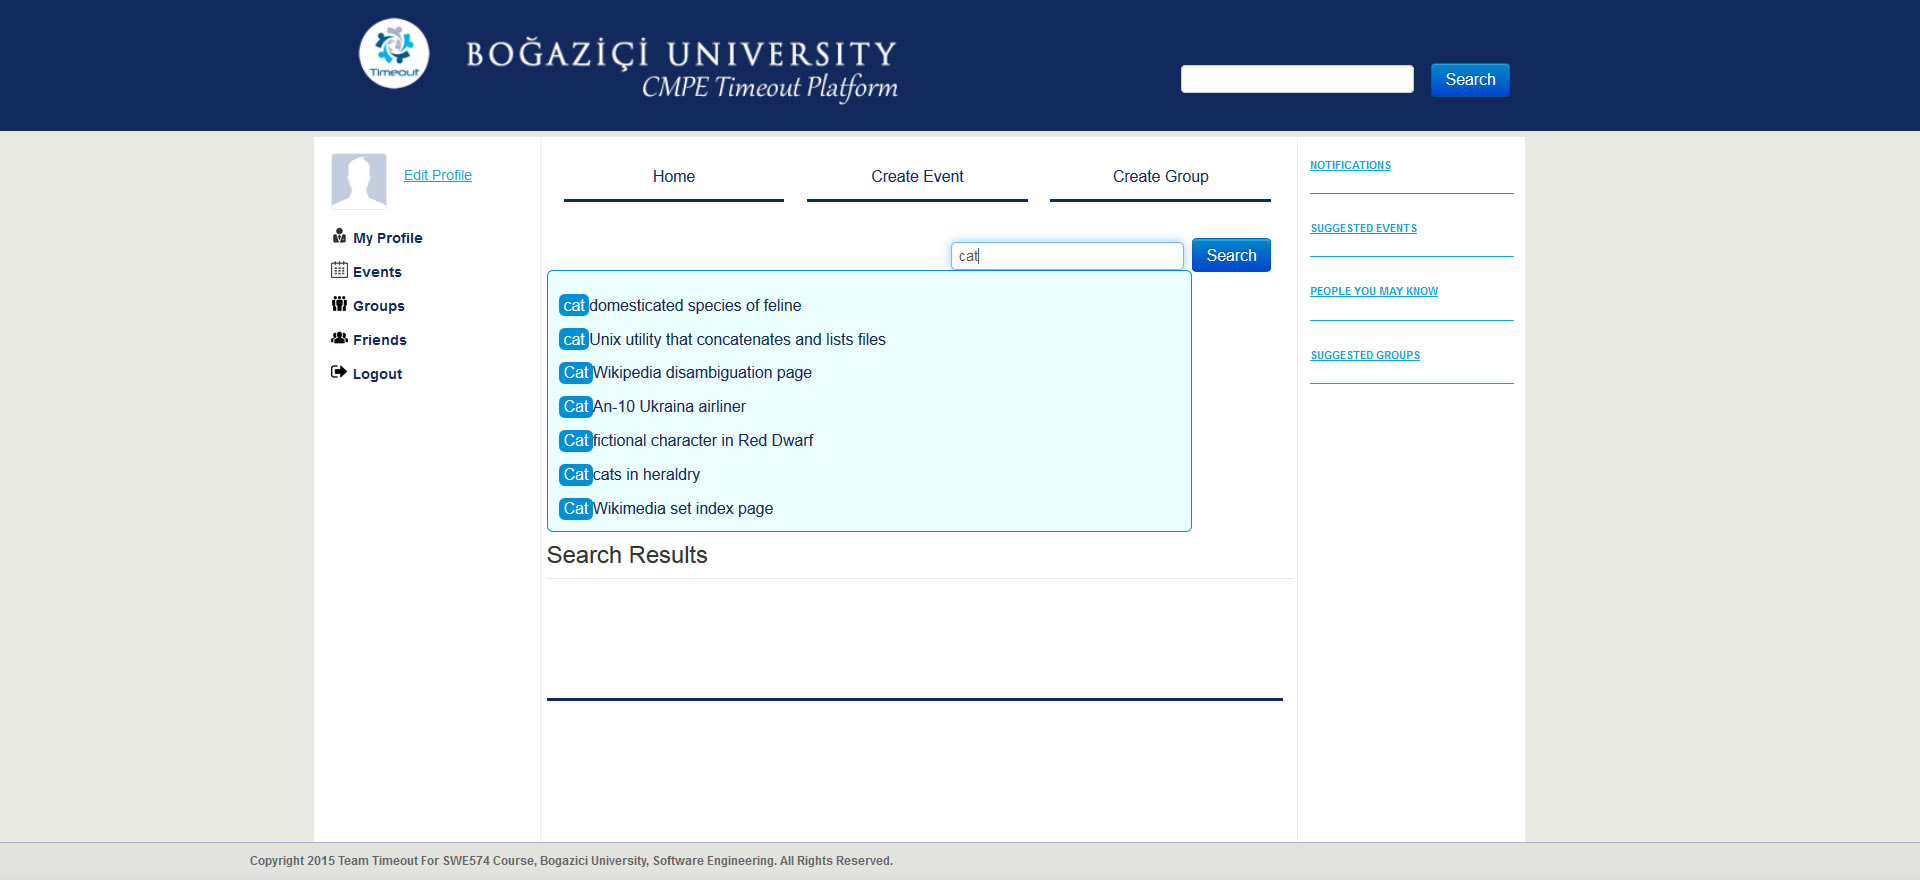 Timeout
BOĞAZİÇİ UNIVERSITY
CMPE Timeout Platform
Search
Edit Profile
My Profile
Events
Groups
Friends
Logout
Home
Create Event
Create Group
cat
Search
cat domesticated species of feline
cat Unix utility that concatenates and lists files
Cat Wikipedia disambiguation page
Cat An-10 Ukraina airliner
Cat fictional character in Red Dwarf
Cat cats in heraldry
Cat Wikimedia set index page
Search Results
NOTIFICATIONS
SUGGESTED EVENTS
PEOPLE YOU MAY KNOW
SUGGESTED GROUPS
Copyright 2015 Team Timeout For SWE574 Course, Bogazici University, Software Engineering. All Rights Reserved.